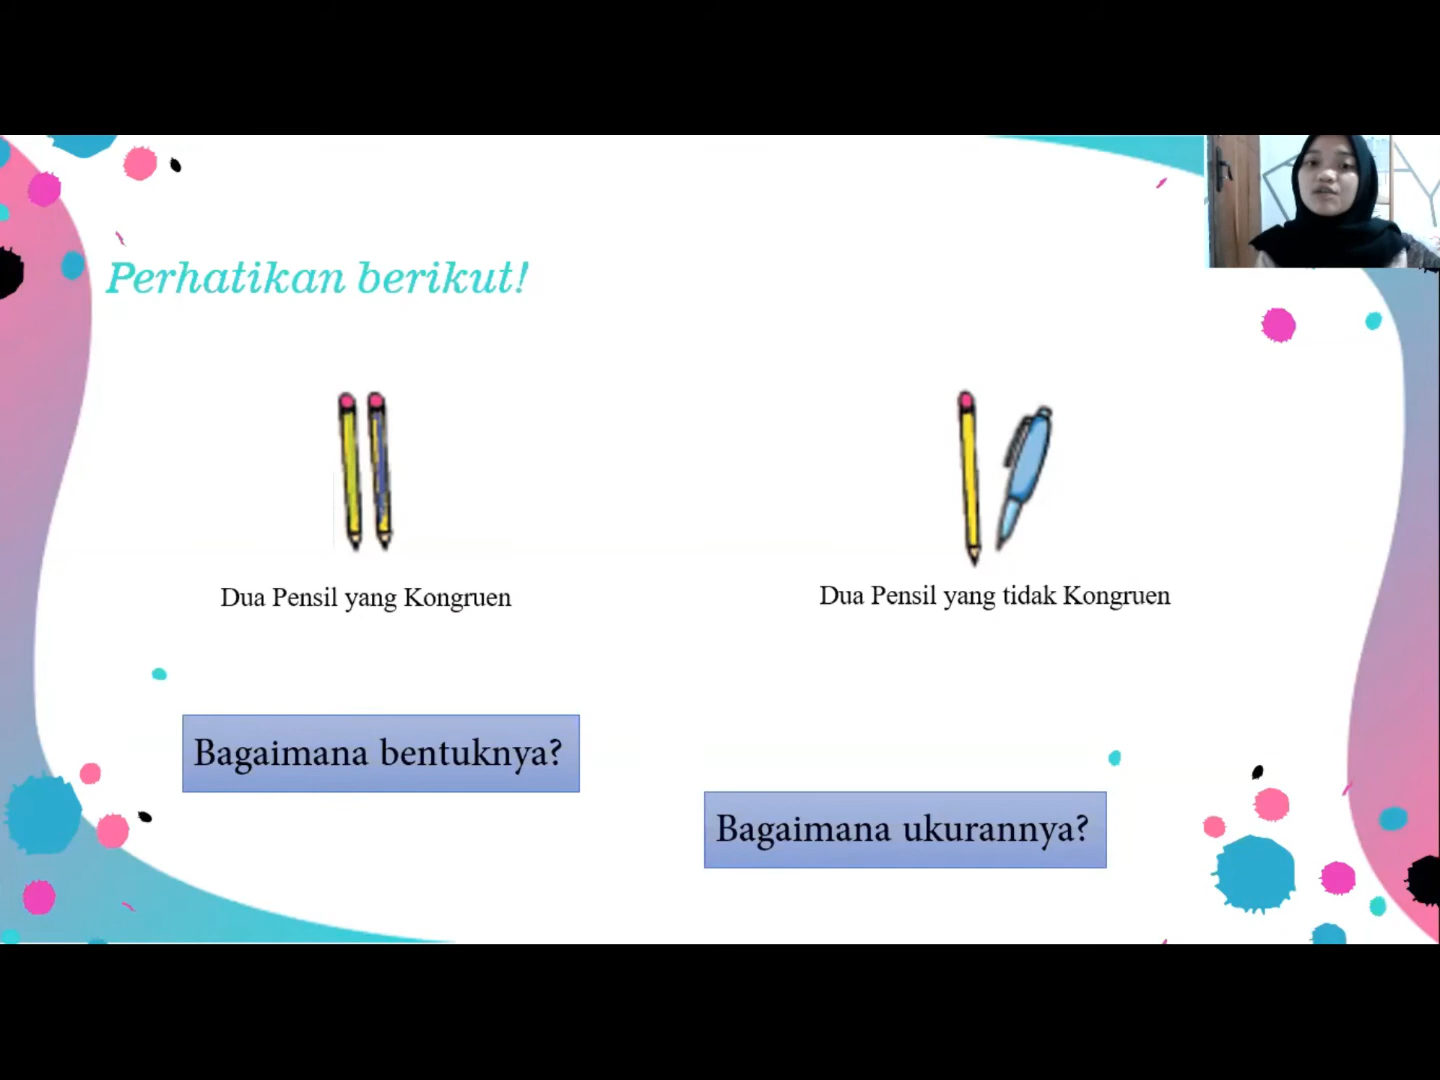 Perhatikan berikut!
Dua Pensil yang Kongruen
Dua Pensil yang tidak Kongruen
Bagaimana bentuknya?
Bagaimana ukurannya?